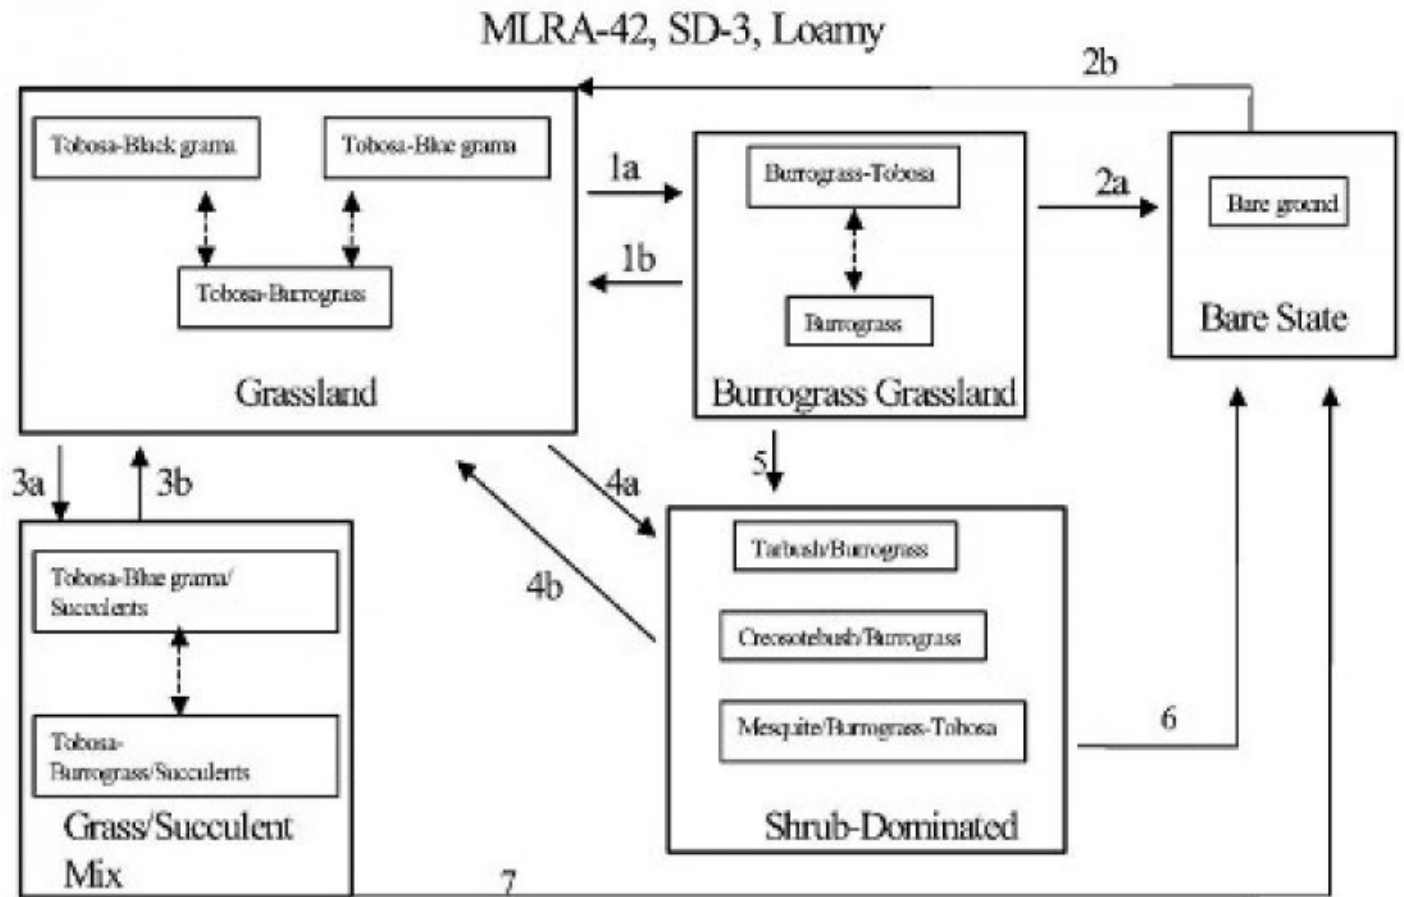 MLRA-42, SD-3, Loamy
2b
Tobosa-Black grama
Tobosa-Blue grama
Tobosa-Burrograss
Grassland
1a
1b
Burrograss-Tobosa
Burrograss
Burrograss Grassland
2a
Bare ground
Bare State
3a
3b
4a
4b
5
Tobosa-Blue grama/
Succulents
Tobosa-
Burrograss/Succulents
Grass/Succulent
Mix
Tarbush/Burrograss
Creosotebush/Burrograss
Mesquite/Burrograss-Tobosa
Shrub-Dominated
6
7